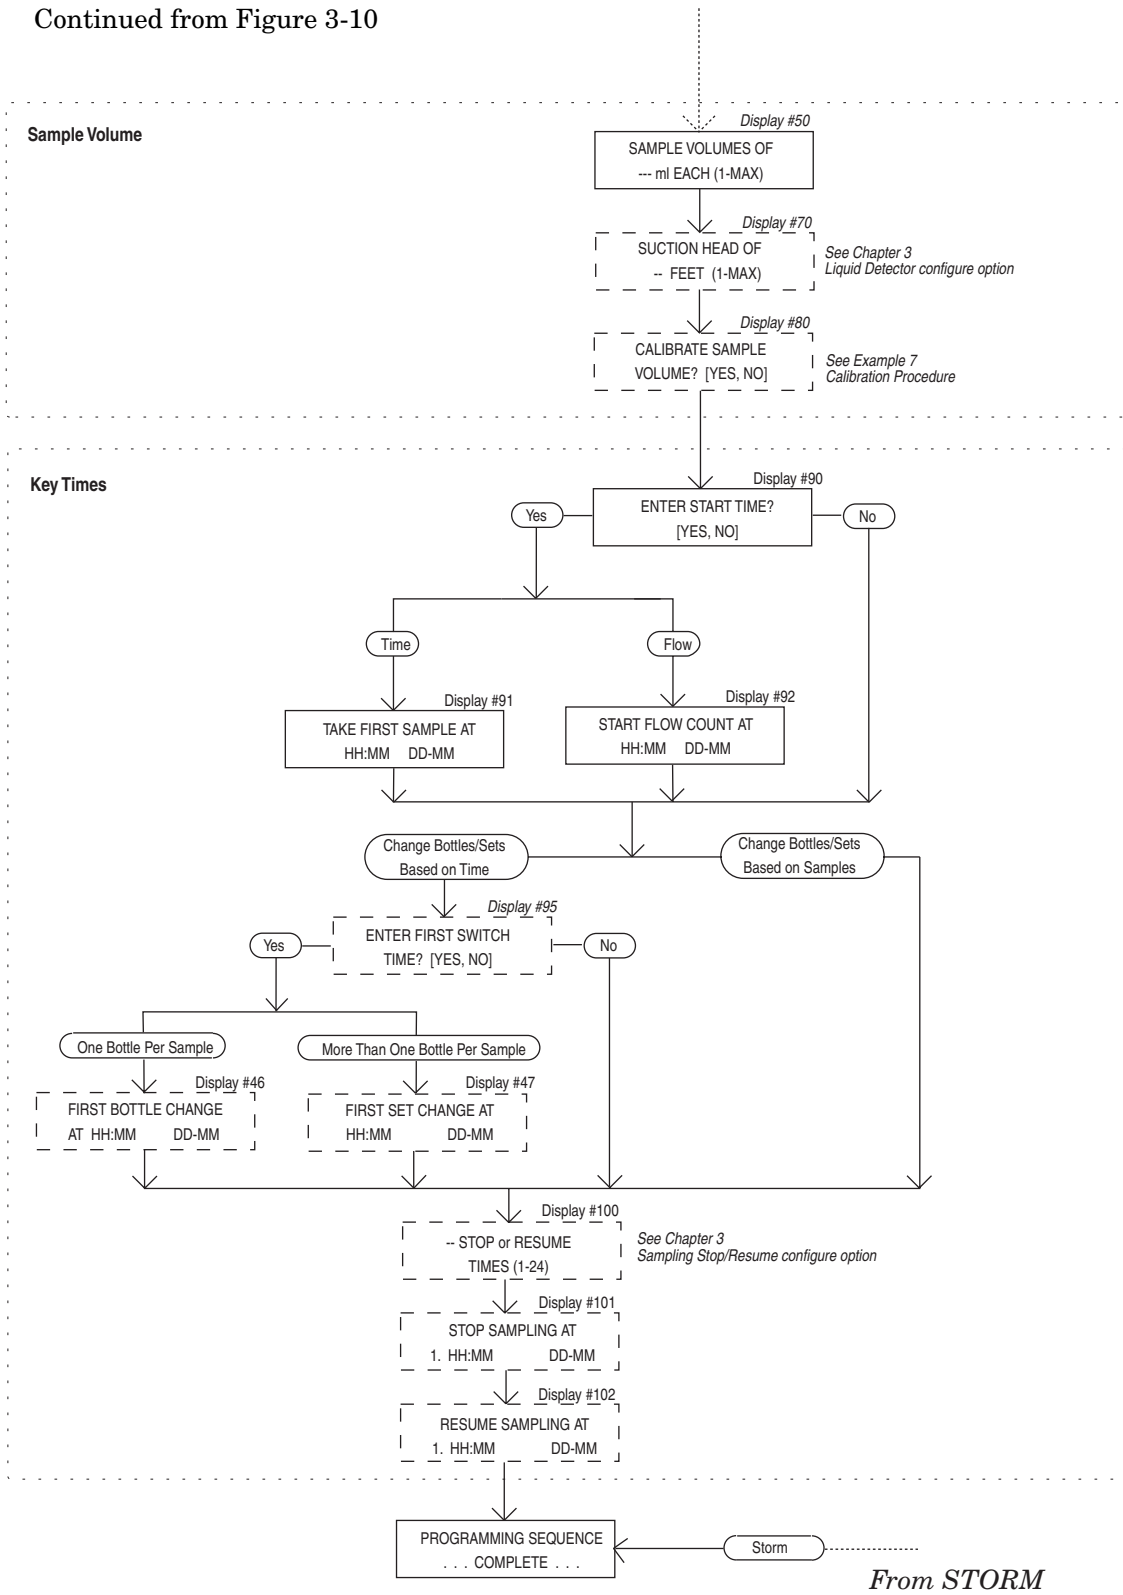 Continued from Figure 3-10
Sample Volume
Display #50
SAMPLE VOLUMES OF
--- ml EACH (1-MAX)
Display #70
SUCTION HEAD OF
-- FEET (1-MAX)
See Chapter 3
Liquid Detector configure option
Display #80
CALIBRATE SAMPLE
VOLUME? [YES, NO]
See Example 7
Calibration Procedure
Key Times
Display #90
ENTER START TIME?
[YES, NO]
Yes
No
Time
Flow
Display #91
TAKE FIRST SAMPLE AT
HH:MM DD-MM
Display #92
START FLOW COUNT AT
HH:MM DD-MM
Change Bottles/Sets
Based on Time
Change Bottles/Sets
Based on Samples
Display #95
ENTER FIRST SWITCH
TIME? [YES, NO]
Yes
No
One Bottle Per Sample
More Than One Bottle Per Sample
Display #46
FIRST BOTTLE CHANGE
AT HH:MM DD-MM
Display #47
FIRST SET CHANGE AT
HH:MM DD-MM
Display #100
-- STOP or RESUME
TIMES (1-24)
See Chapter 3
Sampling Stop/Resume configure option
Display #101
STOP SAMPLING AT
1. HH:MM DD-MM
Display #102
RESUME SAMPLING AT
1. HH:MM DD-MM
PROGRAMMING SEQUENCE
. . . COMPLETE . . .
Storm
From STORM